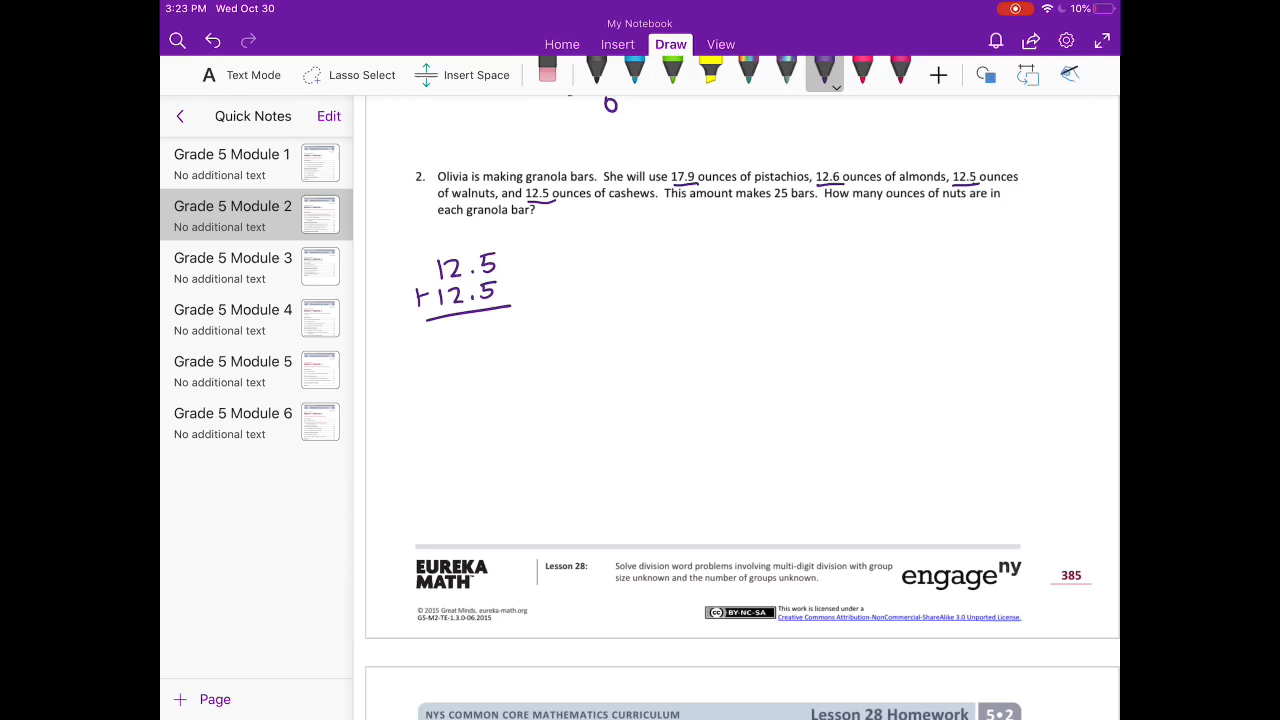 3:23 PM Wed Oct 30
10%
My Notebook
Home Insert Draw View
A Text Mode Lasso Select Insert Space
Quick Notes Edit
Grade 5 Module 1
No additional text
Grade 5 Module 2
No additional text
Grade 5 Module 3
No additional text
Grade 5 Module 4
No additional text
Grade 5 Module 5
No additional text
Grade 5 Module 6
No additional text
+ Page
2. Olivia is making granola bars. She will use 17.9 ounces of pistachios, 12.6 ounces of almonds, 12.5 ounces
of walnuts, and 12.5 ounces of cashews. This amount makes 25 bars. How many ounces of nuts are in
each granola bar?
12.5
+ 12.5
EUREKA
MATH™
Lesson 28: Solve division word problems involving multi-digit division with group
size unknown and the number of groups unknown.
engageny
385
© 2015 Great Minds. eureka-math.org
G5-M2-TE-1.3.0-06.2015
CC BY-NC-SA
This work is licensed under a
Creative Commons Attribution-NonCommercial-ShareAlike 3.0 Unported License.
NYS COMMON CORE MATHEMATICS CURRICULUM Lesson 28 Homework 5•2